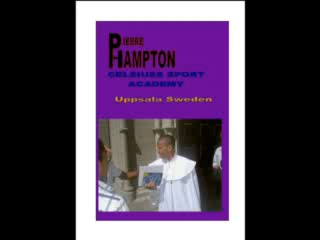 PIERRE
HAMPTON
CELSIUSS SPORT
ACADEMY
Uppsala Sweden